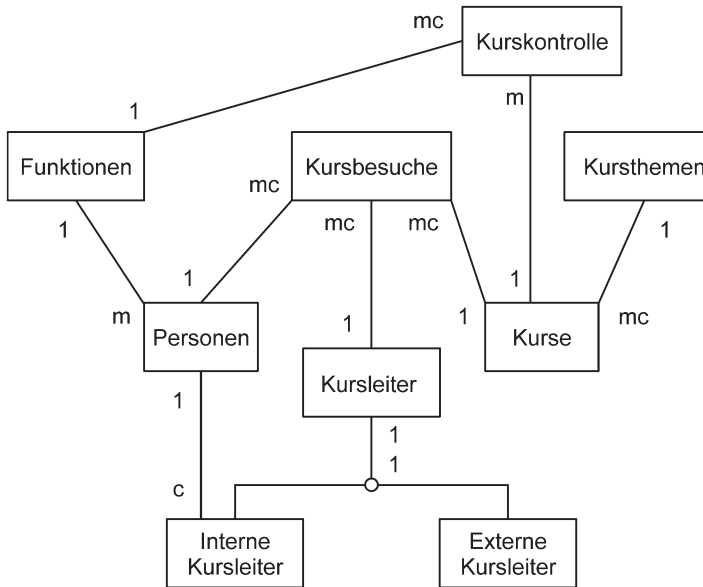 mc
Kurskontrolle
1
m
Funktionen
Kursbesuche
Kursthemen
mc
1
mc
mc
1
1
1
m
1
1
mc
Personen
Kurse
Kursleiter
1
1
1
c
Interne
Kursleiter
Externe
Kursleiter